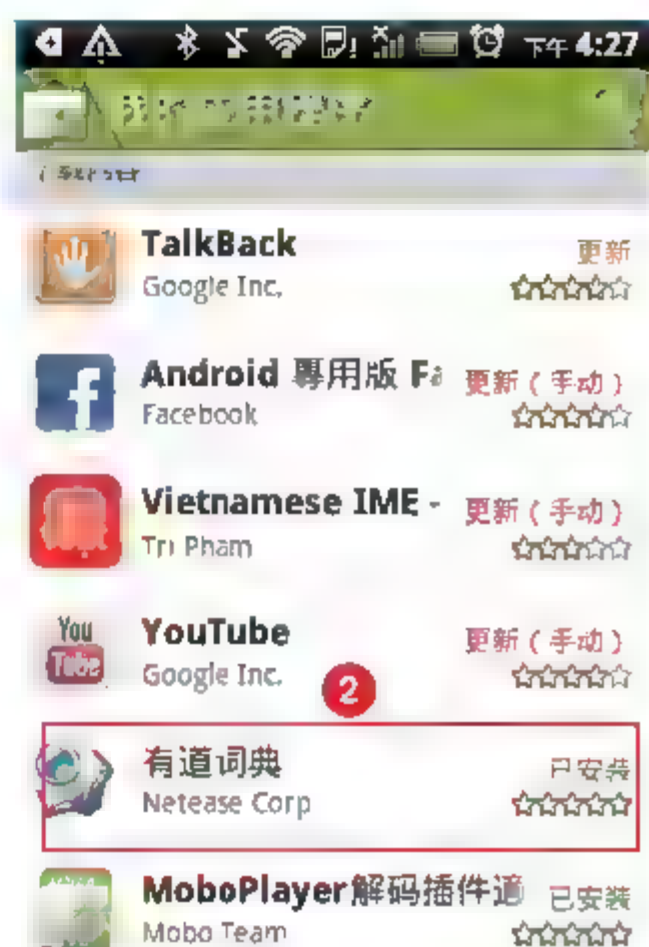 下午 4:27
TalkBack
更新
Google Inc.
Android 專用版 Fa
更新 ( 手动 )
Facebook
Vietnamese IME -
更新 ( 手动 )
Tri Pham
You
Tube
YouTube
更新 ( 手动 )
Google Inc.
2
有道词典
已安装
Netease Corp
MoboPlayer解码插件適
已安装
Mobo Team